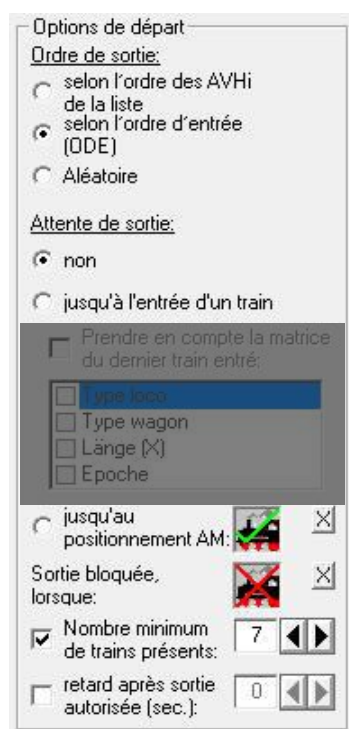 Options de départ
Ordre de sortie:
selon l'ordre des AVHi
de la liste
selon l'ordre d'entrée
(ODE)
Aléatoire
Attente de sortie:
non
jusqu'à l'entrée d'un train
Prendre en compte la matrice
du dernier train entré:
Type loco
Type wagon
Länge (X)
Epoche
jusqu'au
positionnement AM:
X
Sortie bloquée,
lorsque:
X
Nombre minimum
de trains présents:
7
retard après sortie
autorisée (sec.):
0